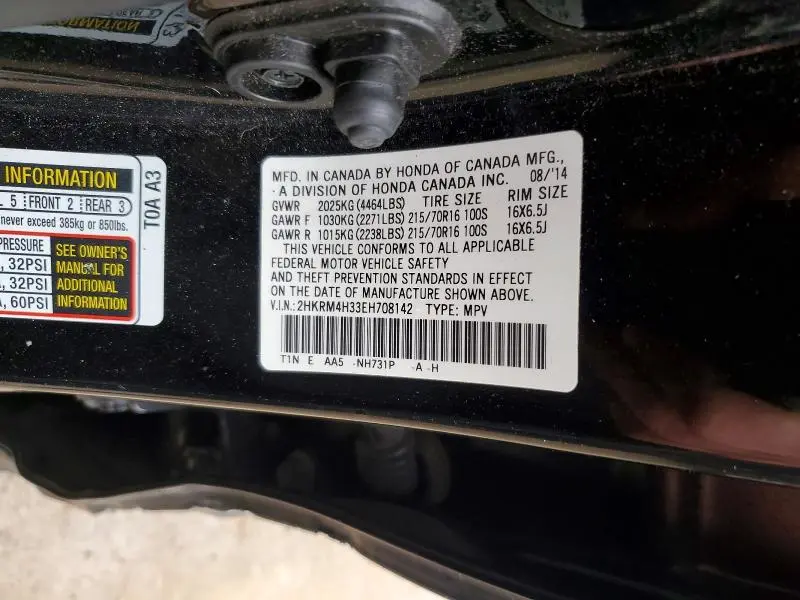 INFORMATION
L 5 FRONT 2 REAR 3
never exceed 385kg or 850lbs.
PRESSURE
, 32PSI
, 32PSI
A, 60PSI
SEE OWNER'S
MANUAL FOR
ADDITIONAL
INFORMATION
T0A A3
MFD. IN CANADA BY HONDA OF CANADA MFG.,
A DIVISION OF HONDA CANADA INC. 08/'14
GVWR 2025KG (4464LBS) TIRE SIZE RIM SIZE
GAWR F 1030KG (2271LBS) 215/70R16 100S 16X6.5J
GAWR R 1015KG (2238LBS) 215/70R16 100S 16X6.5J
THIS VEHICLE CONFORMS TO ALL APPLICABLE
FEDERAL MOTOR VEHICLE SAFETY
AND THEFT PREVENTION STANDARDS IN EFFECT
ON THE DATE OF MANUFACTURE SHOWN ABOVE.
V.I.N.: 2HKRM4H33EH708142 TYPE: MPV
T1N E AA5 -NH731P -A -H